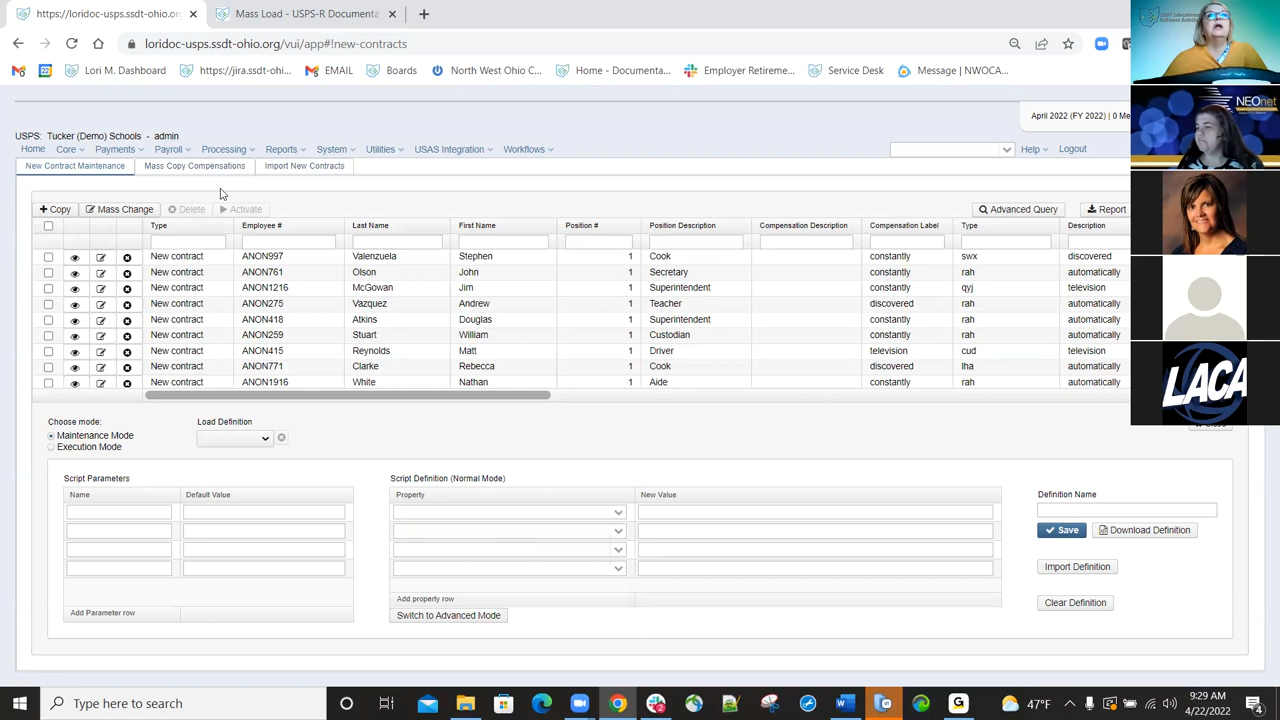 https://loridoc-usps.ssdt-ohio.org
Mass Load - USPS-R Documenta
loridoc-usps.ssdt-ohio.org/vui/app#!new-contracts
Lori M. Dashboard
https://jira.ssdt-ohi...
EMAIL
Boards
North West Ohio
Home - Documenta...
Employer Retireme...
Service Desk
Messages NWOCA
NEOnet
LACA
USPS: Tucker (Demo) Schools - admin
April 2022 (FY 2022) | 0 Me
Home Core Payments Payroll Processing Reports System Utilities USAS Integration Workflows Help Logout
New Contract Maintenance Mass Copy Compensations Import New Contracts
Copy Mass Change Delete Activate Advanced Query Report
Type Employee # Last Name First Name Position # Position Description Compensation Description Compensation Label Type Description
New contract ANON997 Valenzuela Stephen 1 Cook constantly swx discovered
New contract ANON761 Olson John 1 Secretary constantly rah automatically
New contract ANON1216 McGowan Jim 1 Superintendent constantly qyj television
New contract ANON275 Vazquez Andrew 1 Teacher discovered rah automatically
New contract ANON418 Atkins Douglas 1 Superintendent constantly rah automatically
New contract ANON259 Stuart William 1 Custodian constantly rah automatically
New contract ANON415 Reynolds Matt 1 Driver television cud television
New contract ANON771 Clarke Rebecca 1 Cook discovered lha automatically
New contract ANON1916 White Nathan 1 Aide constantly rah automatically
Choose mode: Load Definition
Maintenance Mode
Execution Mode
Script Parameters Script Definition (Normal Mode)
Name Default Value Property New Value Definition Name
Save Download Definition
Import Definition
Add property row
Clear Definition
Add Parameter row
Switch to Advanced Mode
Type here to search
47°F
9:29 AM
4/22/2022
4